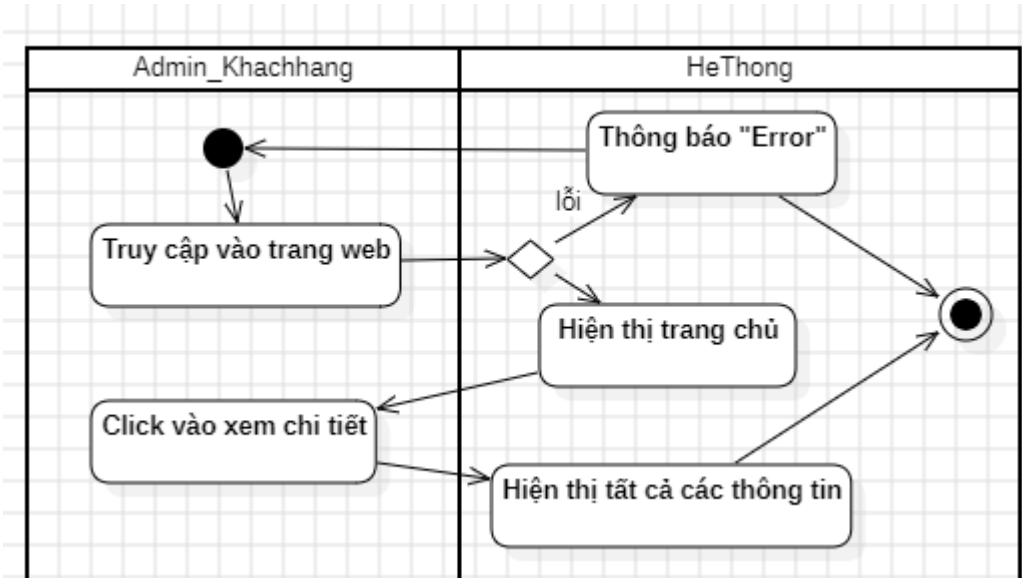 Admin_Khachhang
HeThong
Thông báo "Error"
lỗi
Truy cập vào trang web
Hiện thị trang chủ
Click vào xem chi tiết
Hiện thị tất cả các thông tin